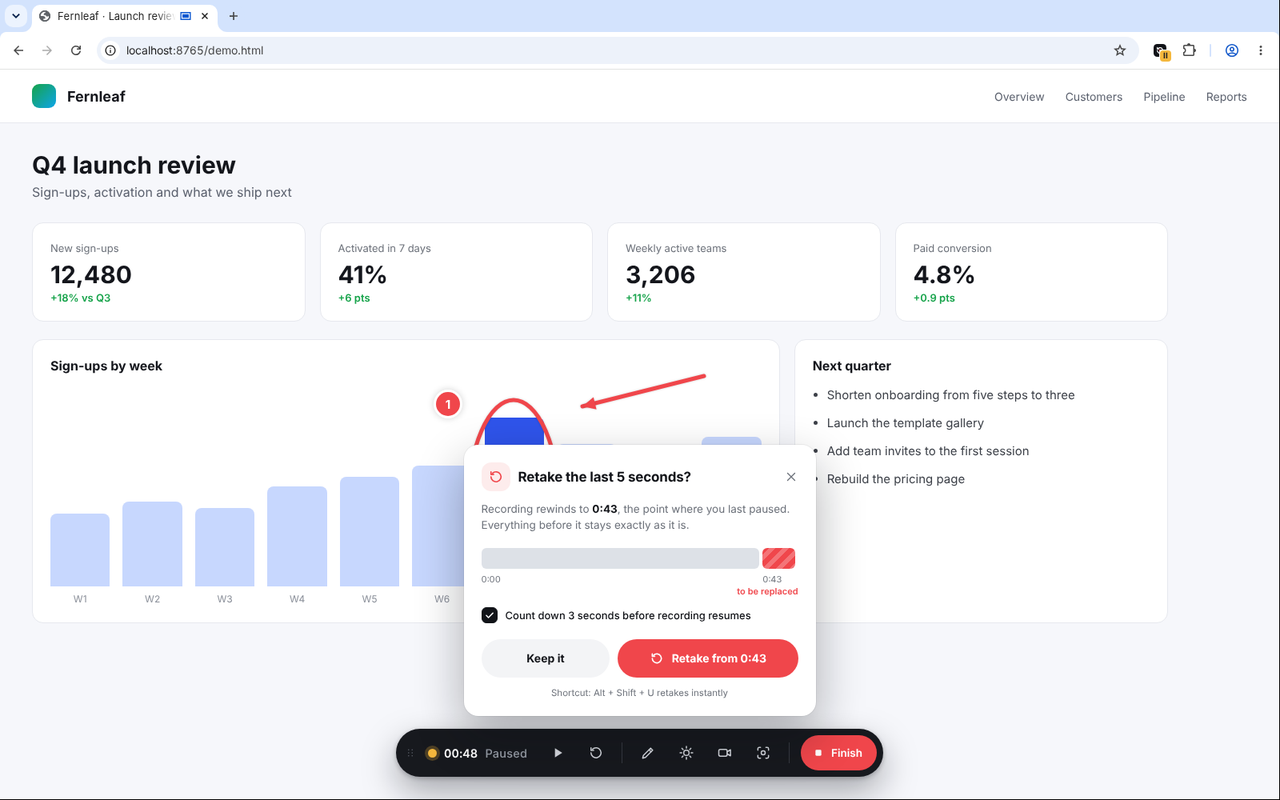 Fernleaf · Launch revie
localhost:8765/demo.html
Fernleaf
Overview
Customers
Pipeline
Reports
Q4 launch review
Sign-ups, activation and what we ship next
New sign-ups
12,480
+18% vs Q3
Activated in 7 days
41%
+6 pts
Weekly active teams
3,206
+11%
Paid conversion
4.8%
+0.9 pts
Sign-ups by week
1
W1
W2
W3
W4
W5
W6
Next quarter
• Shorten onboarding from five steps to three
• Launch the template gallery
• Add team invites to the first session
• Rebuild the pricing page
Retake the last 5 seconds?
Recording rewinds to 0:43, the point where you last paused.
Everything before it stays exactly as it is.
0:00
0:43
to be replaced
Count down 3 seconds before recording resumes
Keep it
Retake from 0:43
Shortcut: Alt + Shift + U retakes instantly
00:48
Paused
Finish